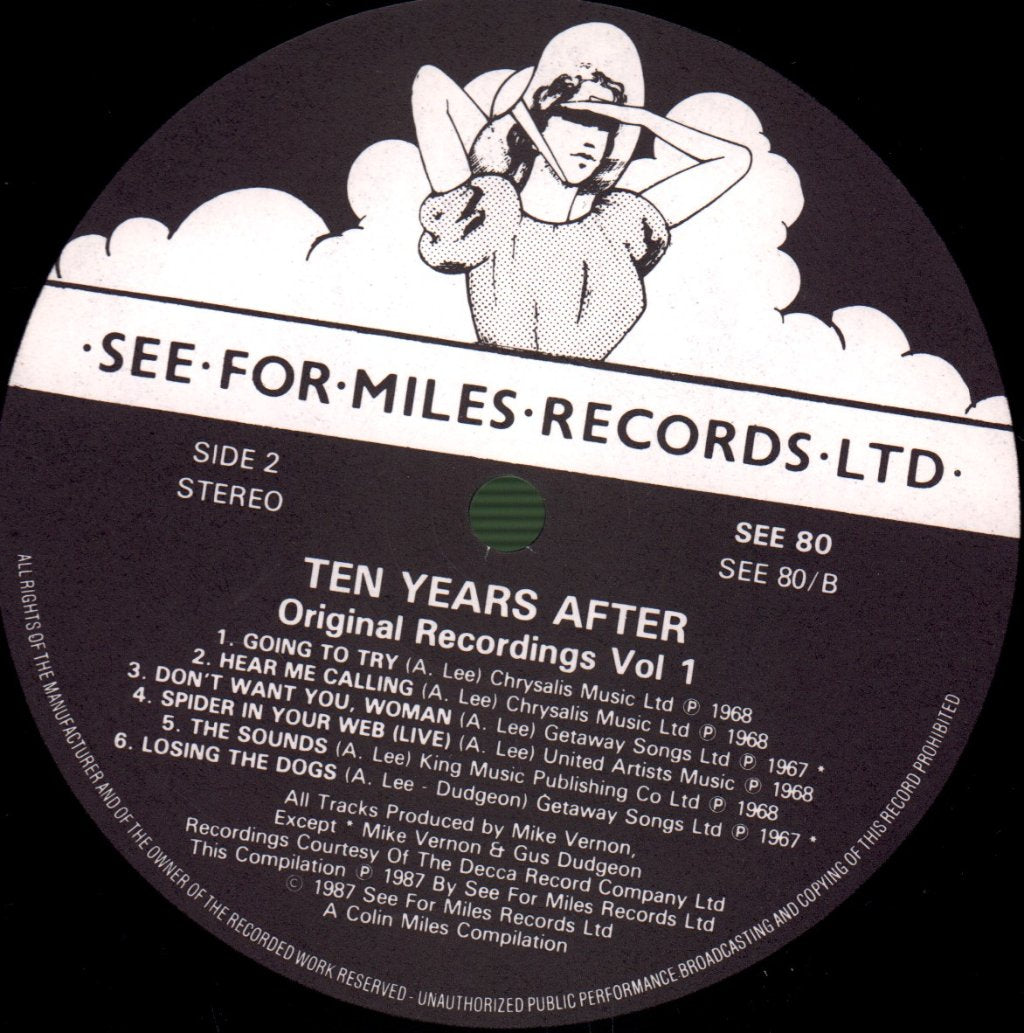 ·SEE·FOR·MILES·RECORDS·LTD·
SIDE 2
STEREO
SEE 80
SEE 80/B
TEN YEARS AFTER
Original Recordings Vol 1
1. GOING TO TRY (A. Lee) Chrysalis Music Ltd ℗ 1968
2. HEAR ME CALLING (A. Lee) Chrysalis Music Ltd ℗ 1968
3. DON'T WANT YOU, WOMAN (A. Lee) Getaway Songs Ltd ℗ 1967 *
4. SPIDER IN YOUR WEB (LIVE) (A. Lee) United Artists Music ℗ 1968
5. THE SOUNDS (A. Lee) King Music Publishing Co Ltd ℗ 1968
6. LOSING THE DOGS (A. Lee - Dudgeon) Getaway Songs Ltd ℗ 1967 *
All Tracks Produced by Mike Vernon,
Except * Mike Vernon & Gus Dudgeon
Recordings Courtesy Of The Decca Record Company Ltd
This Compilation ℗ 1987 By See For Miles Records Ltd
© 1987 See For Miles Records Ltd
A Colin Miles Compilation
ALL RIGHTS OF THE MANUFACTURER AND OF THE OWNER OF THE RECORDED WORK RESERVED - UNAUTHORIZED PUBLIC PERFORMANCE BROADCASTING AND COPYING OF THIS RECORD PROHIBITED